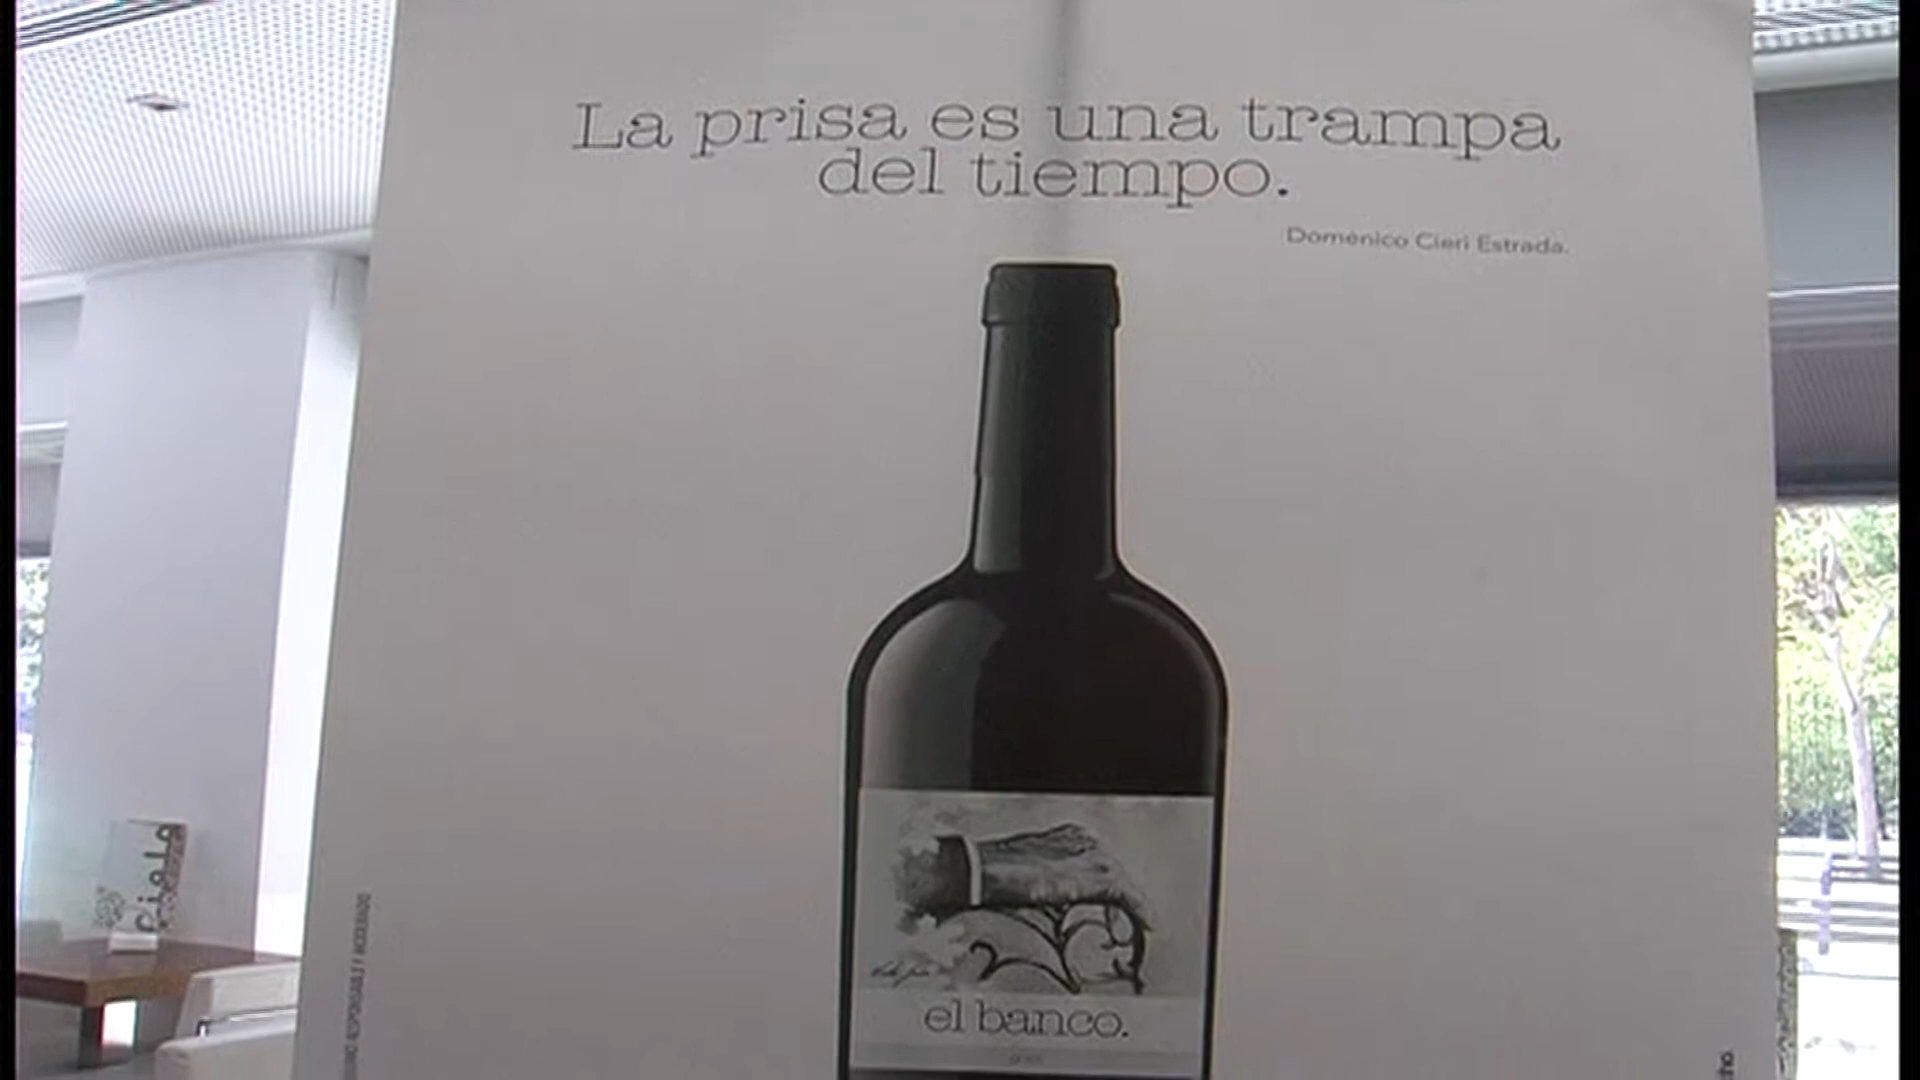 La prisa es una trampa
del tiempo.
Domenico Cieri Estrada.
el banco.